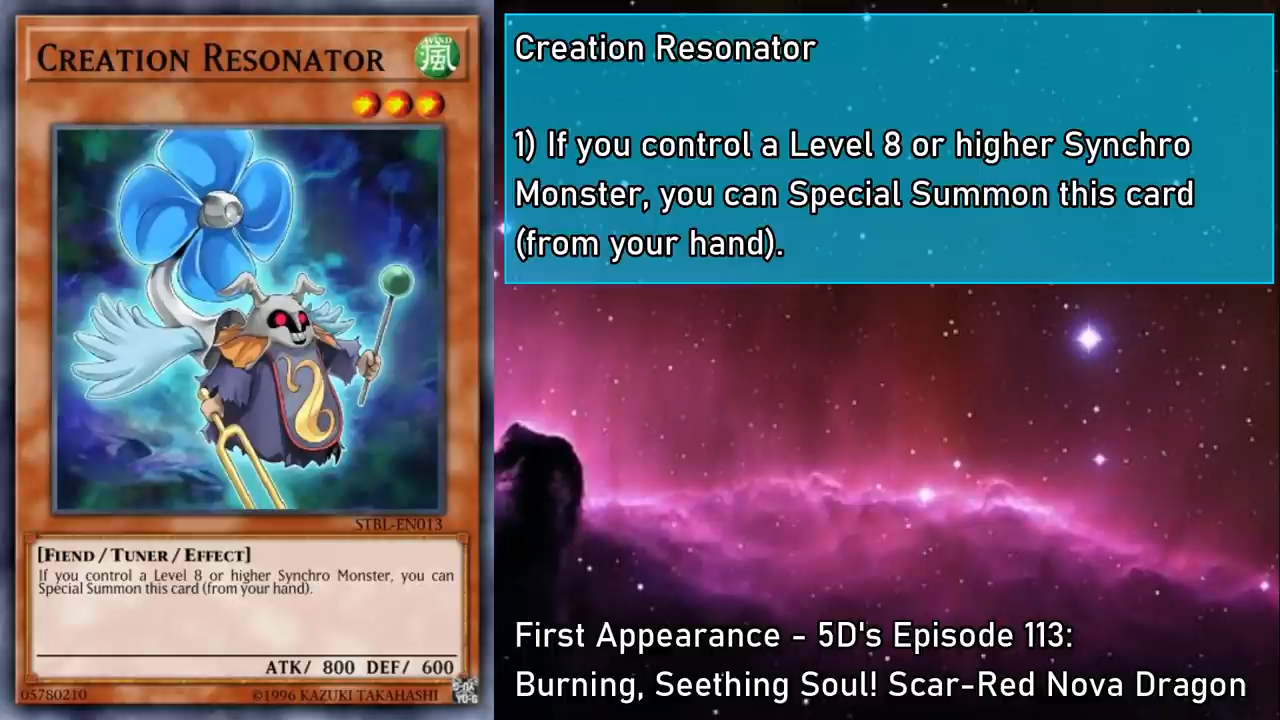 CREATION RESONATOR
WIND
風
STBL-EN013
[FIEND / TUNER / EFFECT]
If you control a Level 8 or higher Synchro Monster, you can
Special Summon this card (from your hand).
ATK/ 800 DEF/ 600
05780210
©1996 KAZUKI TAKAHASHI
Creation Resonator
1) If you control a Level 8 or higher Synchro
Monster, you can Special Summon this card
(from your hand).
First Appearance - 5D's Episode 113:
Burning, Seething Soul! Scar-Red Nova Dragon